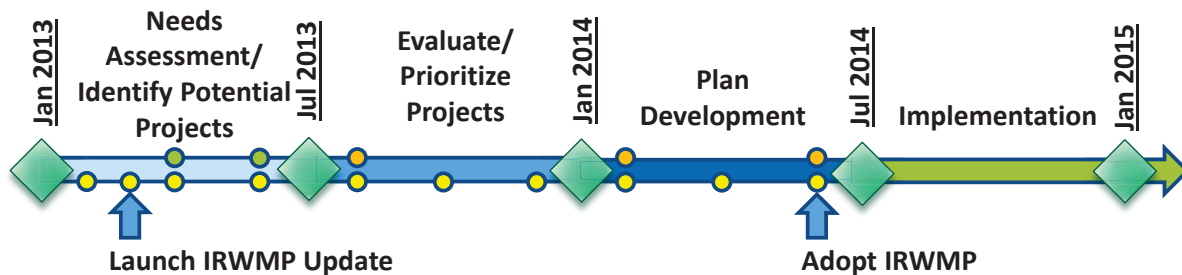 Jan 2013
Needs
Assessment/
Identify Potential
Projects
Jul 2013
Evaluate/
Prioritize
Projects
Jan 2014
Plan
Development
Jul 2014
Implementation
Jan 2015
Launch IRWMP Update
Adopt IRWMP